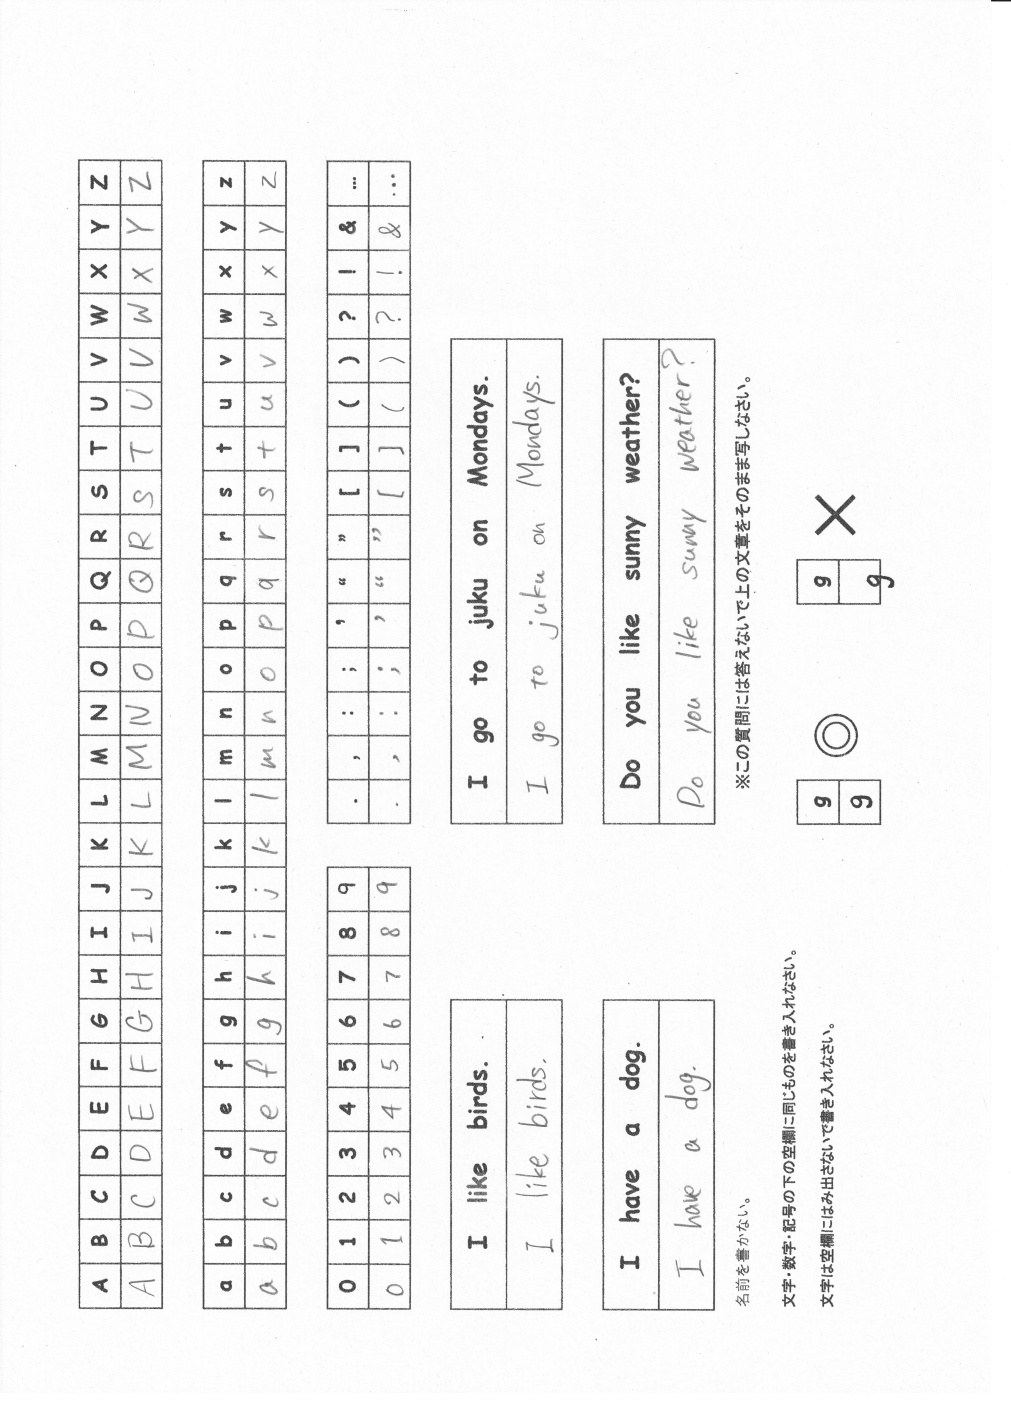 A B C D E F G H I J K L M N O P Q R S T U V W X Y Z
A B C D E F G H I J K L M N O P Q R S T U V W X Y Z
a b c d e f g h i j k l m n o p q r s t u v w x y z
a b c d e f g h i j k l m n o p q r s t u v w x y z
0 1 2 3 4 5 6 7 8 9 . , : ; ’ “ ” [ ] ( ) ? ! & …
0 1 2 3 4 5 6 7 8 9 . , : ; ’ “ ” [ ] ( ) ? ! & …
I like birds. I go to juku on Mondays.
I like birds. I go to juku on Mondays.
I have a dog. Do you like sunny weather?
I have a dog. Do you like sunny weather?
名前を書かない。 ※この質問には答えないで上の文章をそのまま写しなさい。
文字・数字・記号の下の空欄に同じものを書き入れなさい。
文字は空欄にはみ出さないで書き入れなさい。
g ◎ g ×
g g